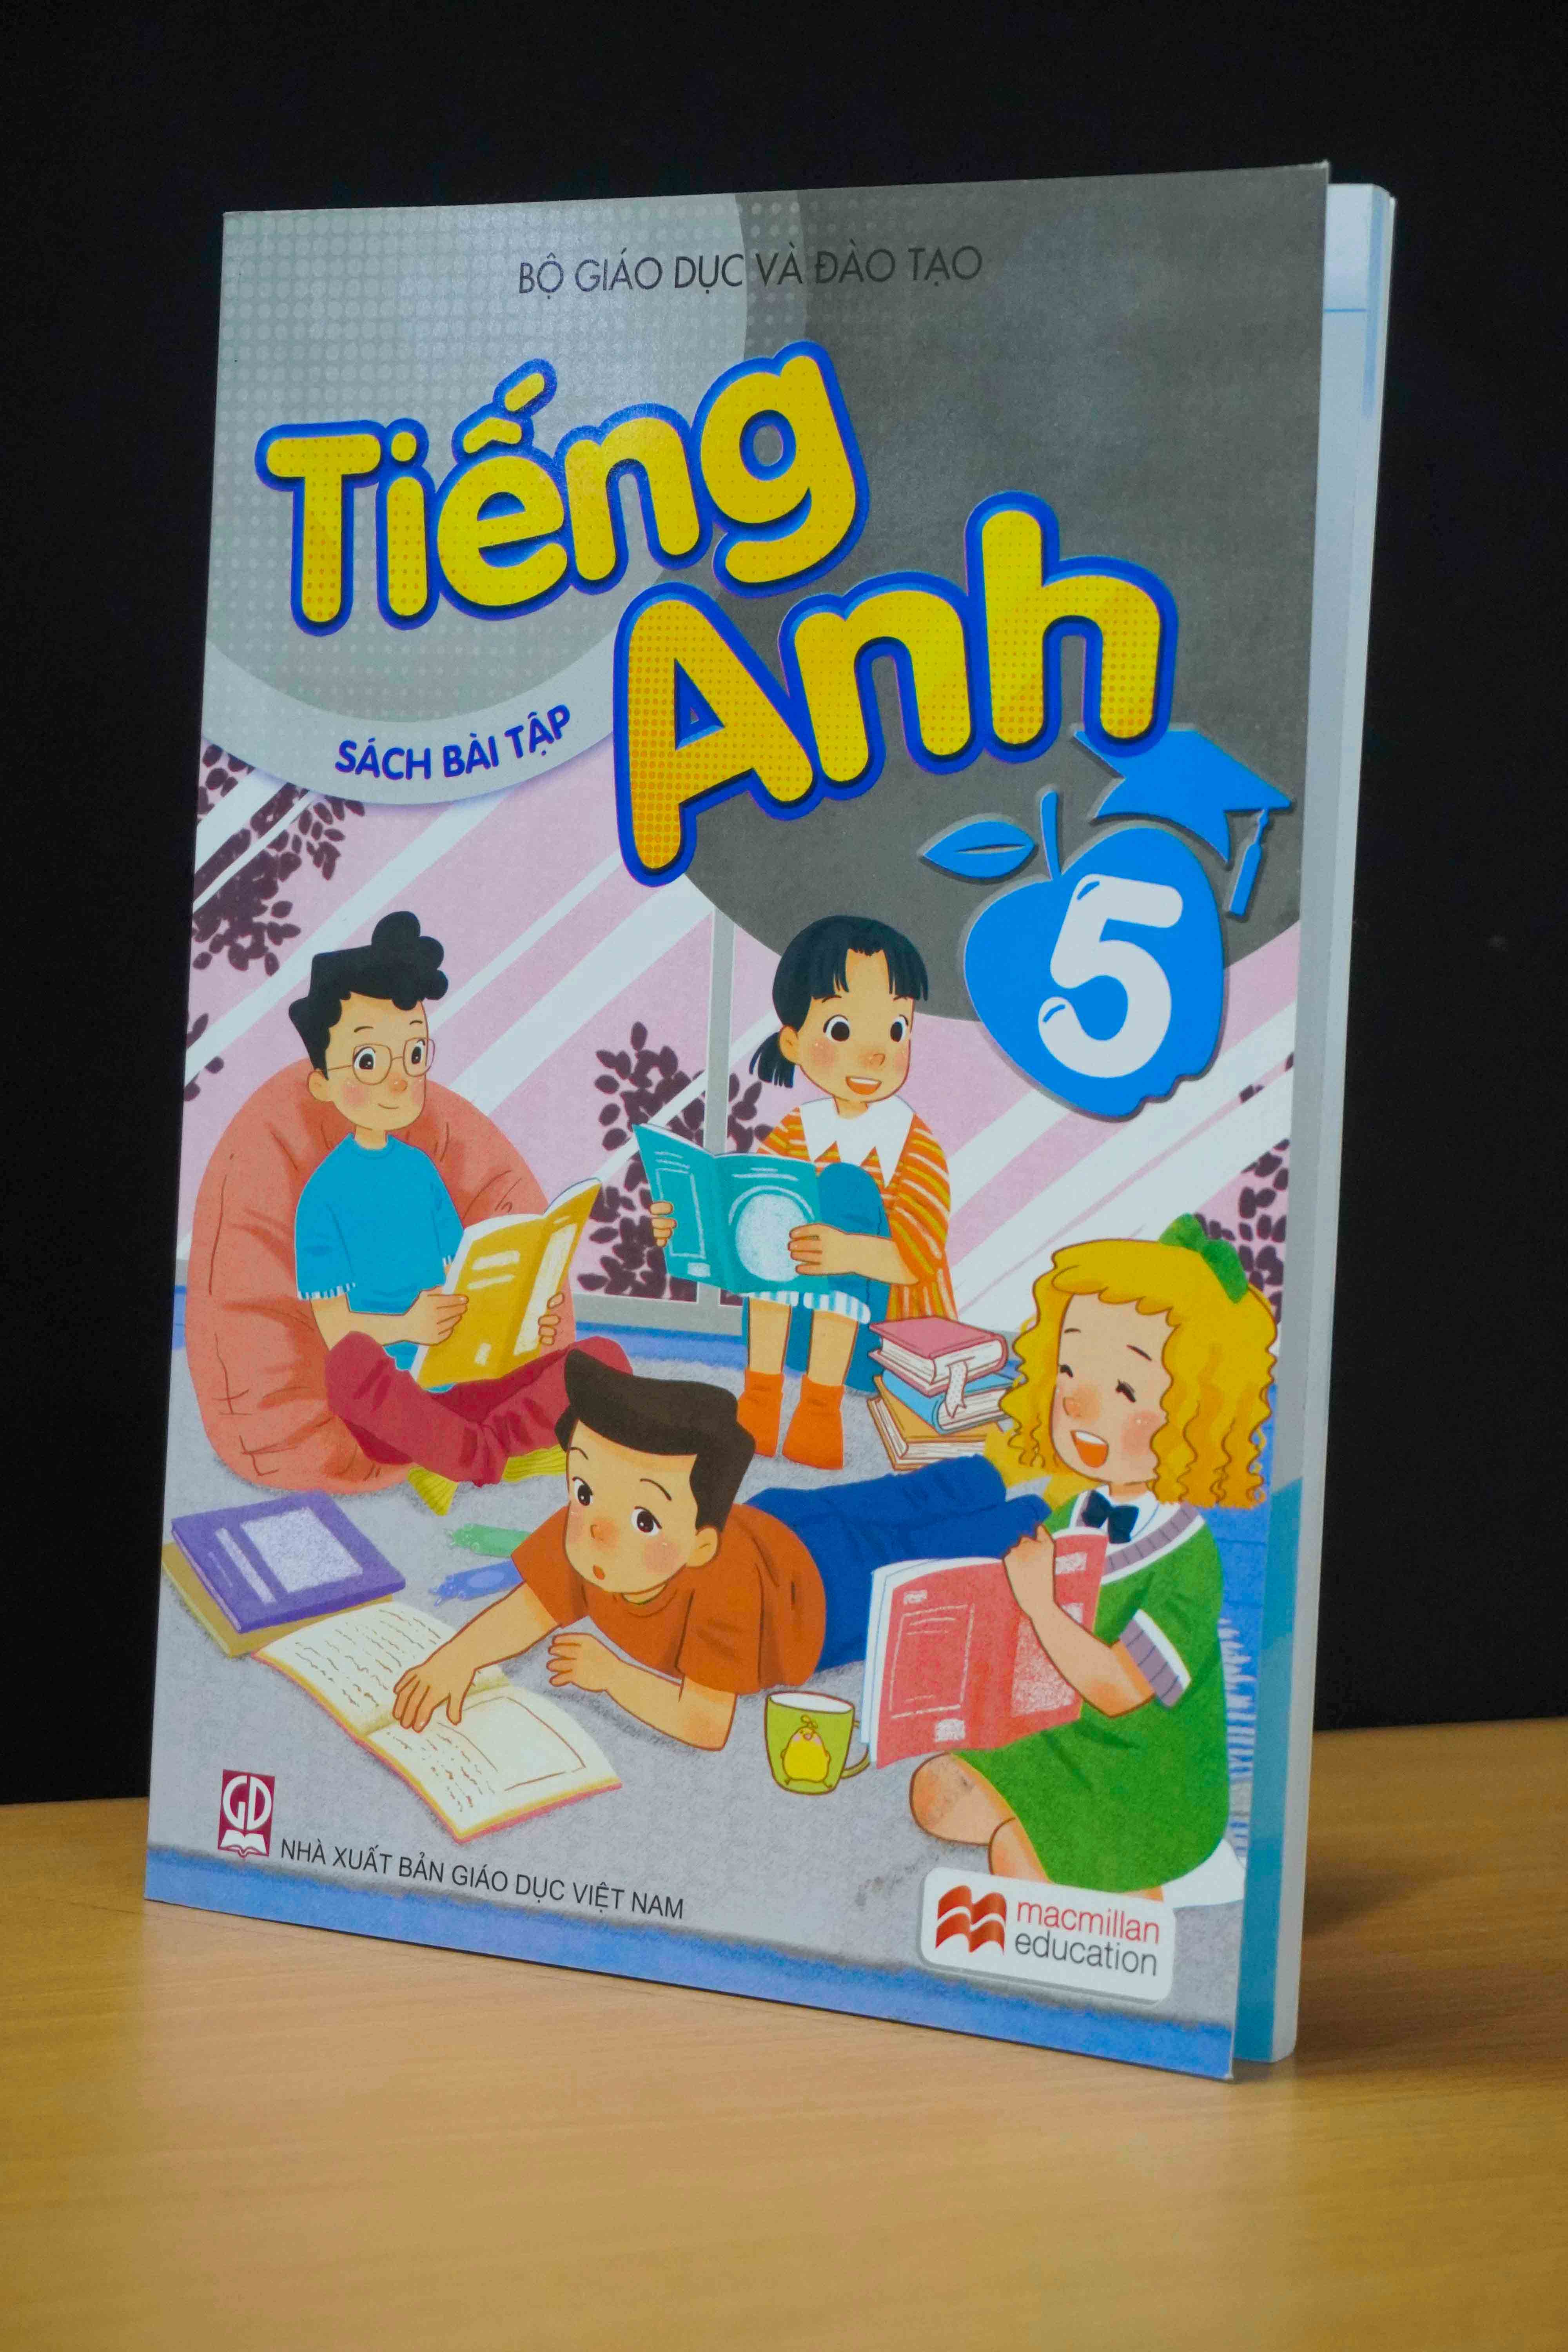 BỘ GIÁO DỤC VÀ ĐÀO TẠO
Tiếng
Anh
SÁCH BÀI TẬP
5
GD
NHÀ XUẤT BẢN GIÁO DỤC VIỆT NAM
macmillan
education